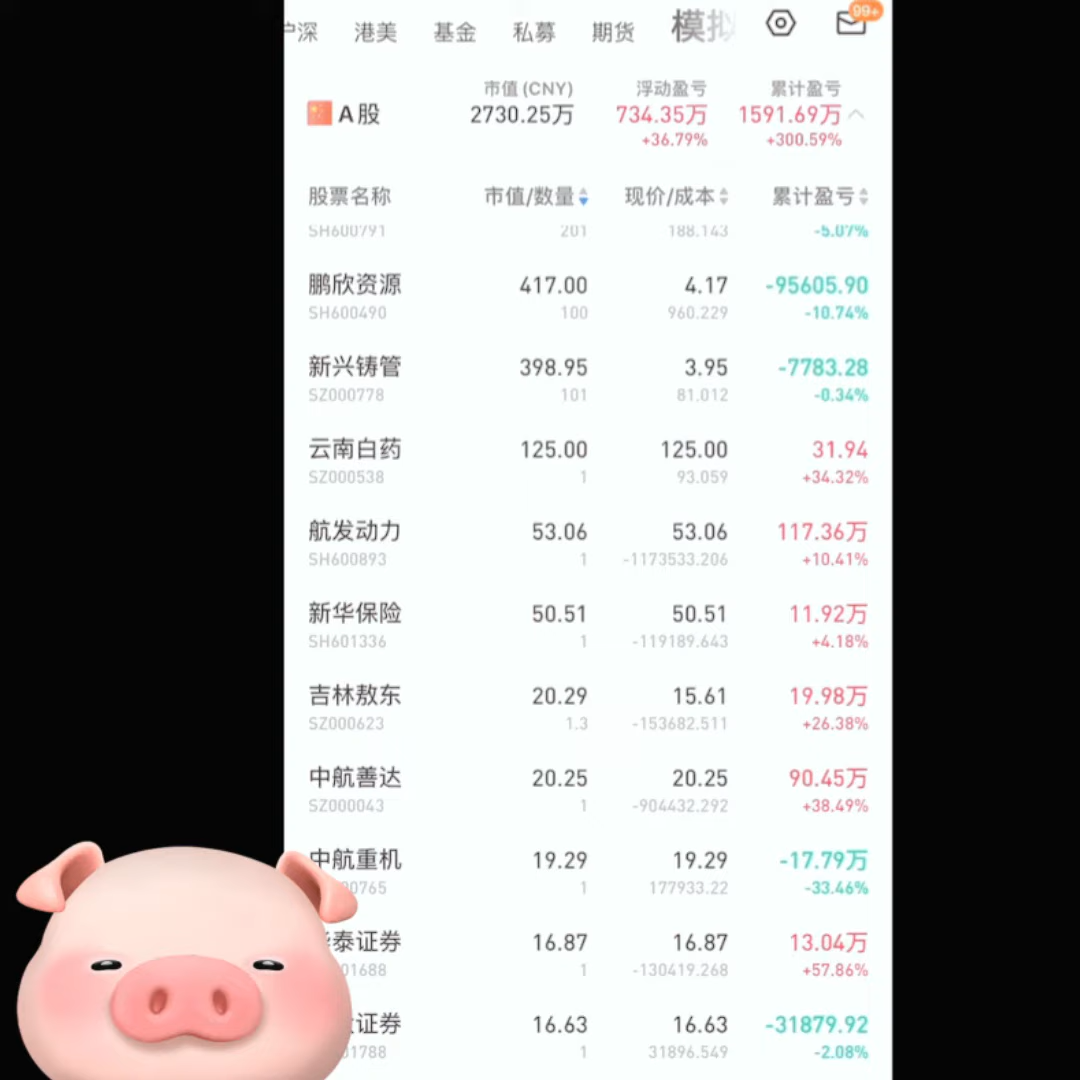 沪深 港美 基金 私募 期货 模拟 99+
市值(CNY) 浮动盈亏 累计盈亏
A股 2730.25万 734.35万 1591.69万
+36.79% +300.59%
股票名称 市值/数量 现价/成本 累计盈亏
SH600791 201 188.143 -5.07%
鹏欣资源 417.00 4.17 -95605.90
SH600490 100 960.229 -10.74%
新兴铸管 398.95 3.95 -7783.28
SZ000778 101 81.012 -0.34%
云南白药 125.00 125.00 31.94
SZ000538 1 93.059 +34.32%
航发动力 53.06 53.06 117.36万
SH600893 1 -1173533.206 +10.41%
新华保险 50.51 50.51 11.92万
SH601336 1 -119189.643 +4.18%
吉林敖东 20.29 15.61 19.98万
SZ000623 1.3 -153682.511 +26.38%
中航善达 20.25 20.25 90.45万
SZ000043 1 -904432.292 +38.49%
中航重机 19.29 19.29 -17.79万
00765 1 177933.22 -33.46%
华泰证券 16.87 16.87 13.04万
01688 1 -130419.268 +57.86%
证券 16.63 16.63 -31879.92
01788 1 31896.549 -2.08%